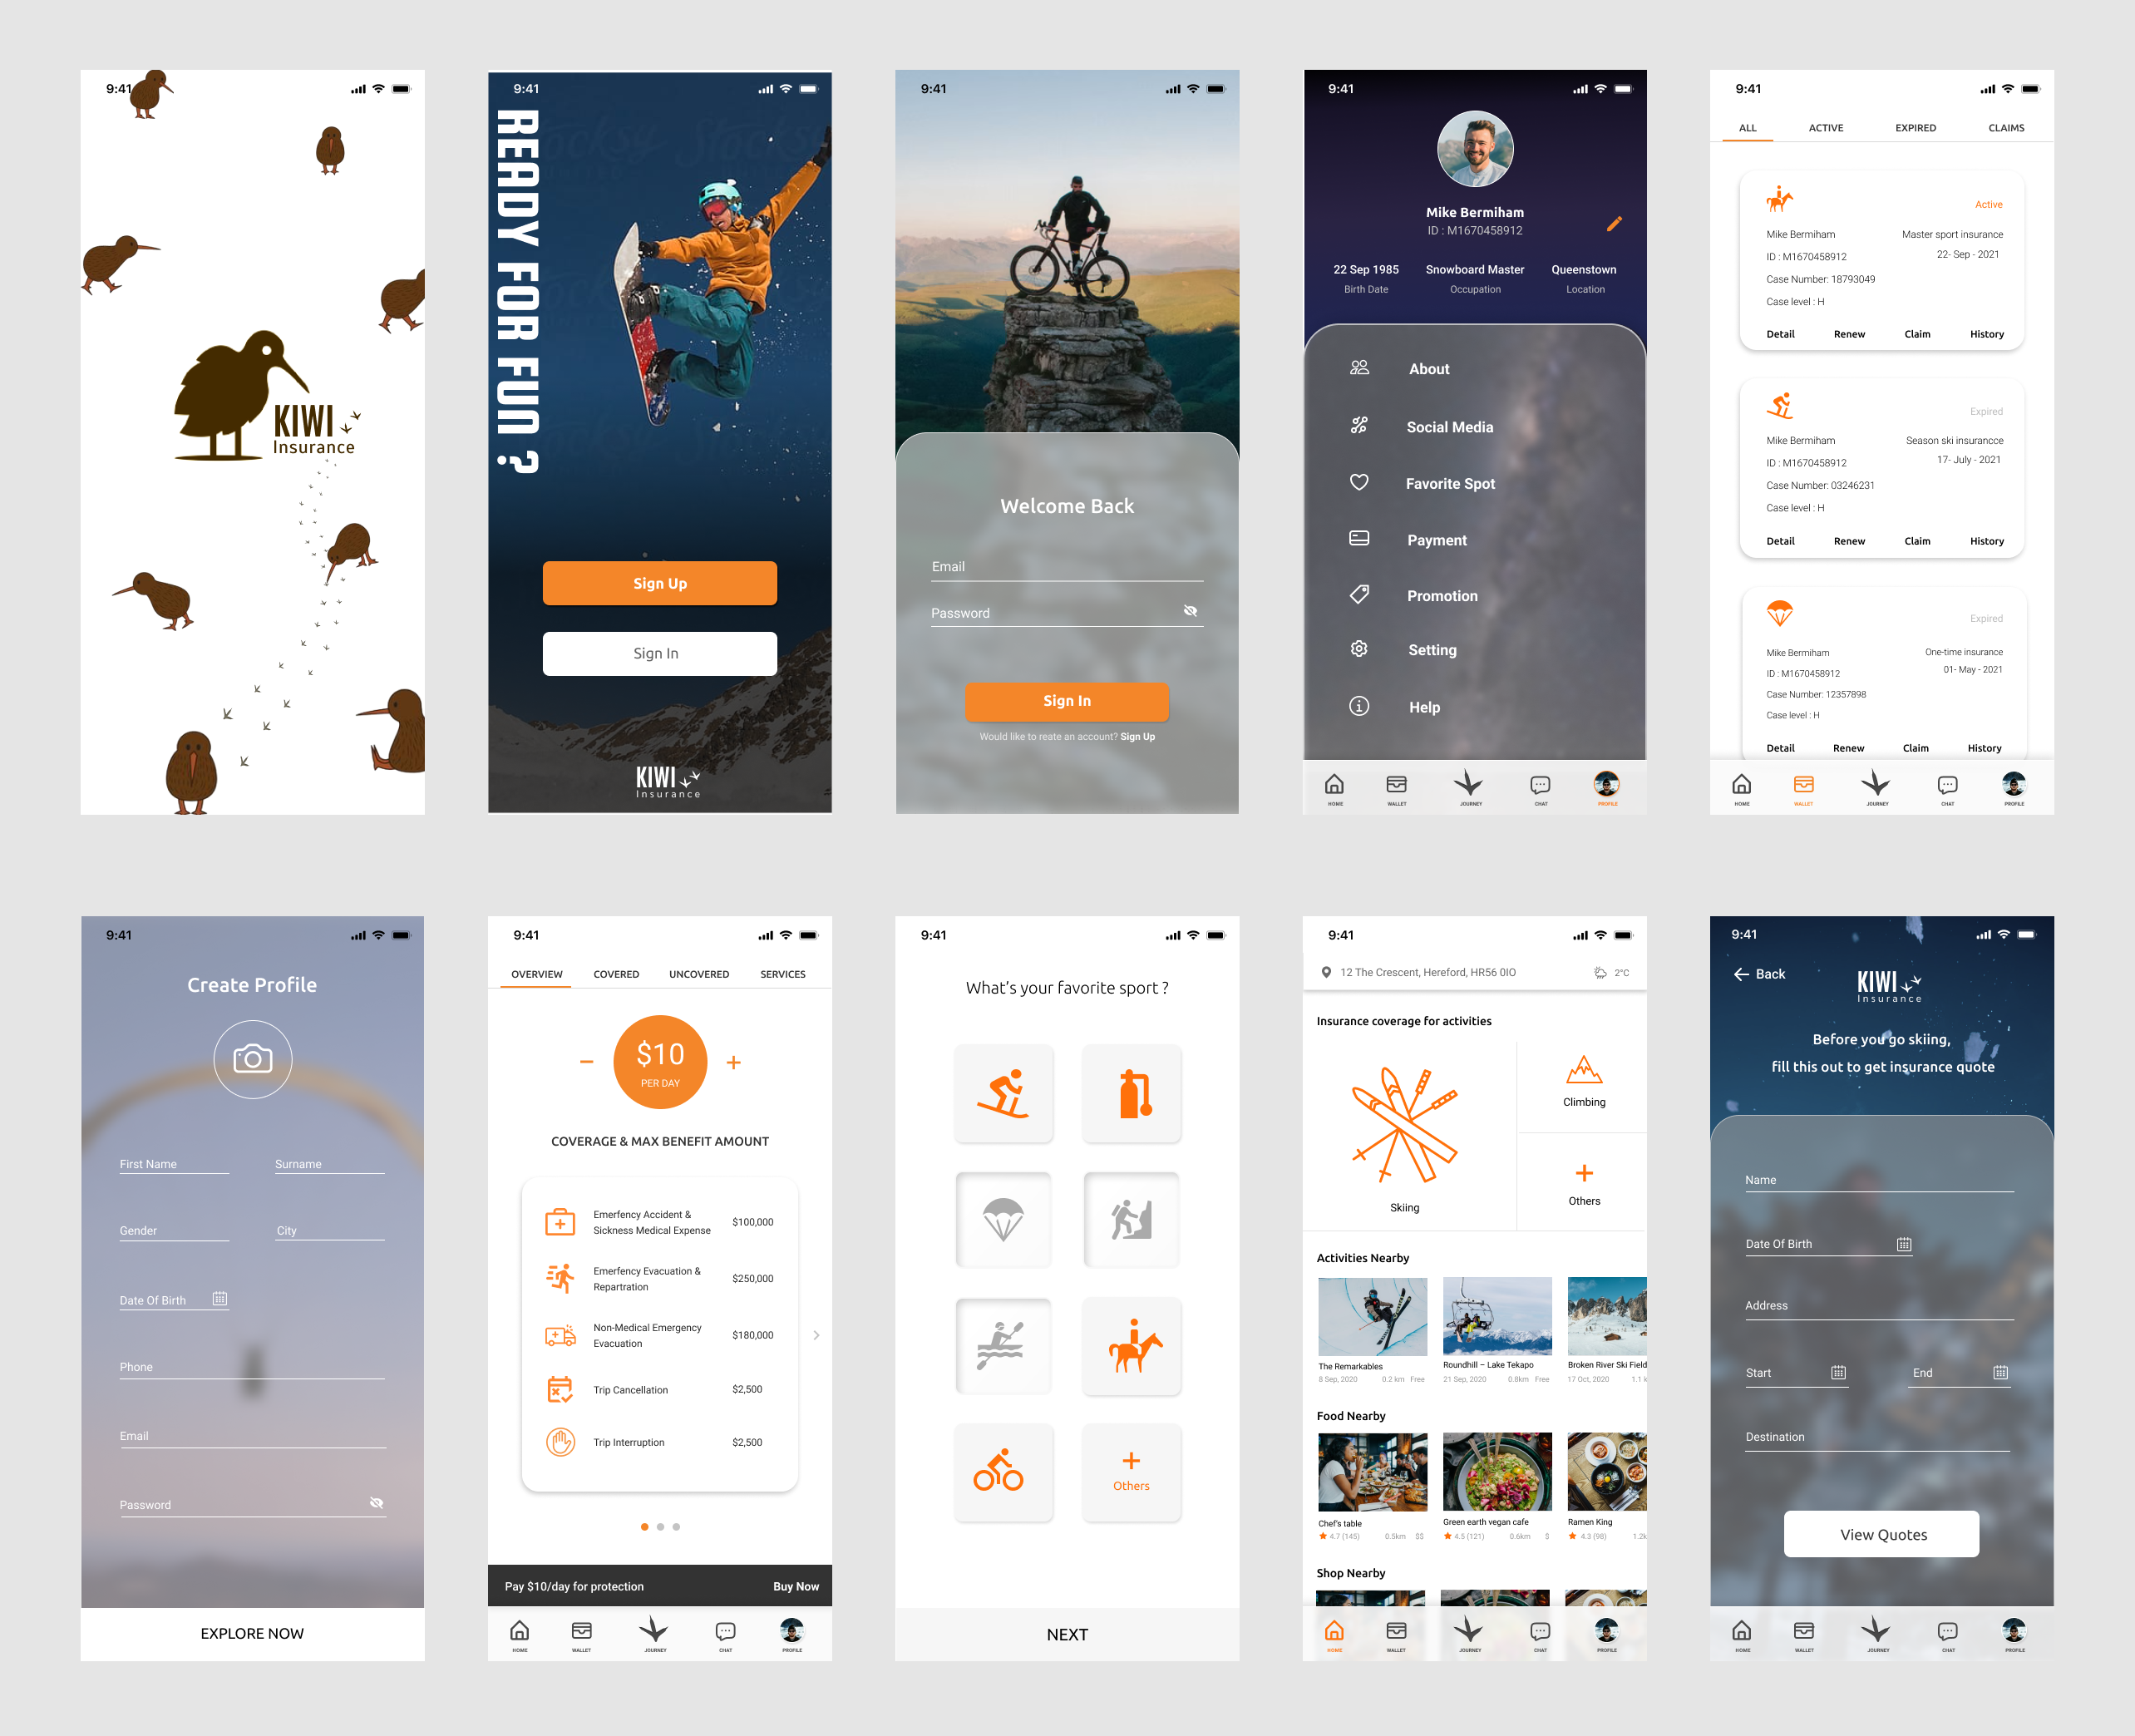 9:41
KIWI
Insurance
9:41
READY FOR FUN ?
Sign Up
Sign In
KIWI
Insurance
9:41
Welcome Back
Email
Password
Sign In
Would like to reate an account? Sign Up
9:41
Mike Bermiham
ID : M1670458912
22 Sep 1985 Snowboard Master Queenstown
Birth Date Occupation Location
About
Social Media
Favorite Spot
Payment
Promotion
Setting
Help
HOME WALLET JOURNEY CHAT PROFILE
9:41
ALL ACTIVE EXPIRED CLAIMS
Active
Mike Bermiham Master sport insurance
ID : M1670458912 22- Sep - 2021
Case Number: 18793049
Case level : H
Detail Renew Claim History
Expired
Mike Bermiham Season ski insurancce
ID : M1670458912 17- July - 2021
Case Number: 03246231
Case level : H
Detail Renew Claim History
Expired
Mike Bermiham One-time insurance
ID : M1670458912 01- May - 2021
Case Number: 12357898
Case level : H
Detail Renew Claim History
HOME WALLET JOURNEY CHAT PROFILE
9:41
Create Profile
First Name Surname
Gender City
Date Of Birth
Phone
Email
Password
EXPLORE NOW
9:41
OVERVIEW COVERED UNCOVERED SERVICES
$10
PER DAY
COVERAGE & MAX BENEFIT AMOUNT
Emerfency Accident &
Sickness Medical Expense $100,000
Emerfency Evacuation &
Repartration $250,000
Non-Medical Emergency
Evacuation $180,000
Trip Cancellation $2,500
Trip Interruption $2,500
Pay $10/day for protection Buy Now
HOME WALLET JOURNEY CHAT PROFILE
9:41
What's your favorite sport ?
Others
NEXT
9:41
12 The Crescent, Hereford, HR56 0IO 2°C
Insurance coverage for activities
Skiing
Climbing
Others
Activities Nearby
The Remarkables Roundhill – Lake Tekapo Broken River Ski Field
8 Sep, 2020 0.2 km Free 21 Sep, 2020 0.8km Free 17 Oct, 2020 1.1
Food Nearby
Chef's table Green earth vegan cafe Ramen King
4.7 (145) 0.5km $$ 4.5 (121) 0.6km $ 4.3 (98) 1.2k
Shop Nearby
HOME WALLET JOURNEY CHAT PROFILE
9:41
Back
KIWI
Insurance
Before you go skiing,
fill this out to get insurance quote
Name
Date Of Birth
Address
Start End
Destination
View Quotes
HOME WALLET JOURNEY CHAT PROFILE